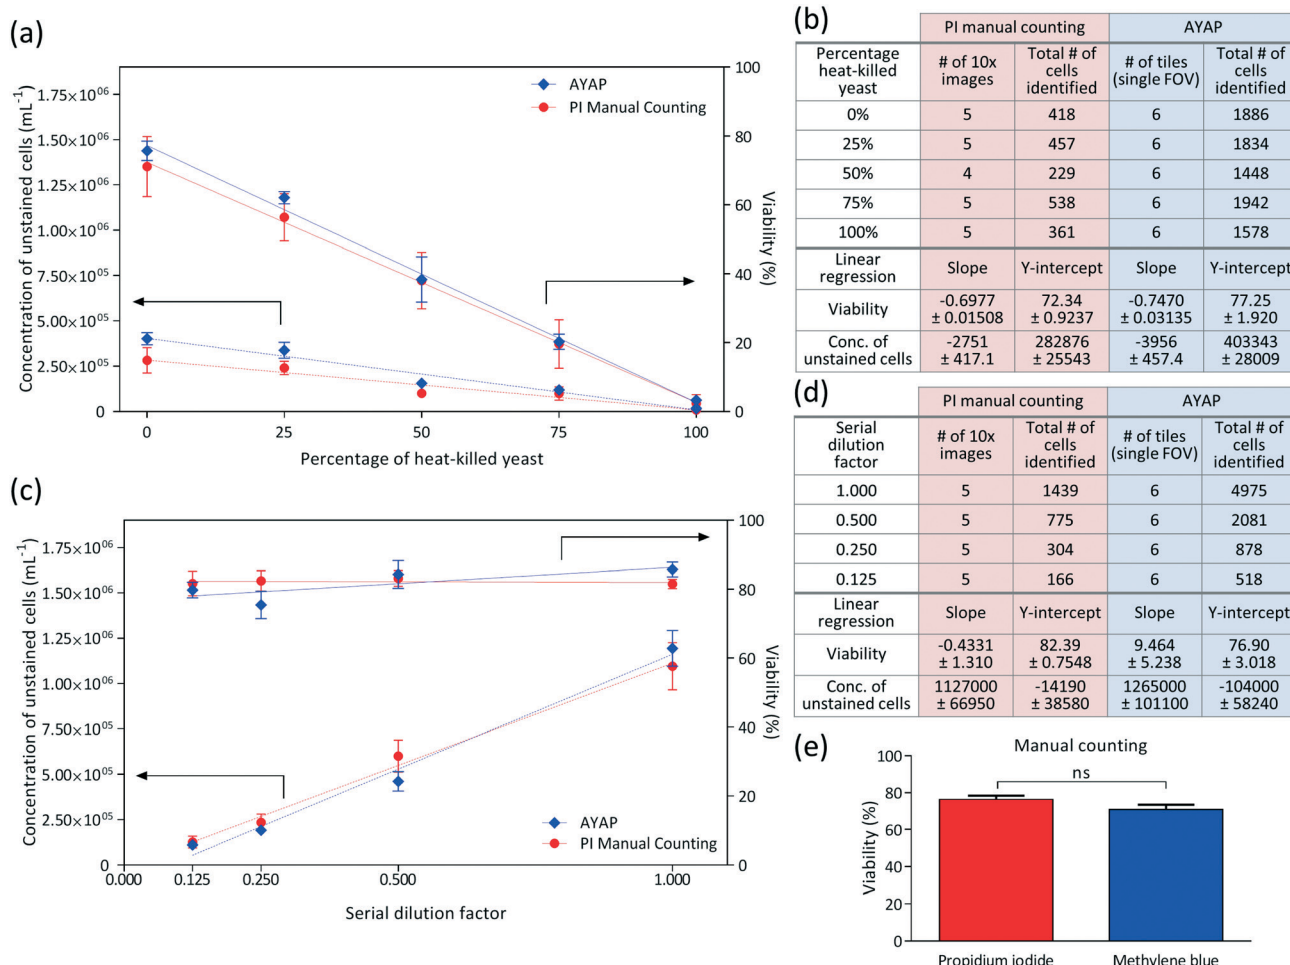 (a)
Concentration of unstained cells (mL-1)
1.75×10^06
1.50×10^06
1.25×10^06
1.00×10^06
7.50×10^05
5.00×10^05
2.50×10^05
0
AYAP
PI Manual Counting
100
80
60
40
20
0
Viability (%)
0 25 50 75 100
Percentage of heat-killed yeast
(b)
PI manual counting AYAP
Percentage heat-killed yeast # of 10x images Total # of cells identified # of tiles (single FOV) Total # of cells identified
0% 5 418 6 1886
25% 5 457 6 1834
50% 4 229 6 1448
75% 5 538 6 1942
100% 5 361 6 1578
Linear regression Slope Y-intercept Slope Y-intercept
Viability -0.6977 ± 0.01508 72.34 ± 0.9237 -0.7470 ± 0.03135 77.25 ± 1.920
Conc. of unstained cells -2751 ± 417.1 282876 ± 25543 -3956 ± 457.4 403343 ± 28009
(c)
Concentration of unstained cells (mL-1)
1.75×10^06
1.50×10^06
1.25×10^06
1.00×10^06
7.50×10^05
5.00×10^05
2.50×10^05
0
AYAP
PI Manual Counting
100
80
60
40
20
0
Viability (%)
0.000 0.125 0.250 0.500 1.000
Serial dilution factor
(d)
PI manual counting AYAP
Serial dilution factor # of 10x images Total # of cells identified # of tiles (single FOV) Total # of cells identified
1.000 5 1439 6 4975
0.500 5 775 6 2081
0.250 5 304 6 878
0.125 5 166 6 518
Linear regression Slope Y-intercept Slope Y-intercept
Viability -0.4331 ± 1.310 82.39 ± 0.7548 9.464 ± 5.238 76.90 ± 3.018
Conc. of unstained cells 1127000 ± 66950 -14190 ± 38580 1265000 ± 101100 -104000 ± 58240
(e)
Manual counting
ns
Viability (%)
100
80
60
40
20
0
Propidium iodide Methylene blue